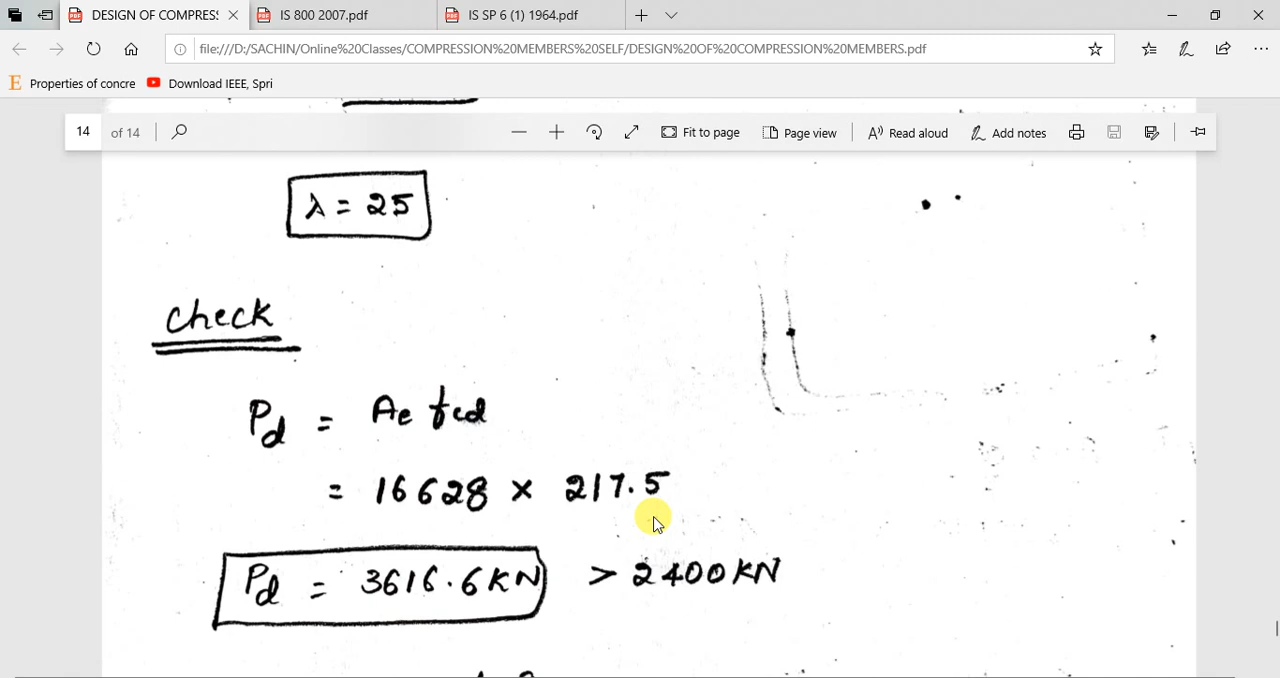 DESIGN OF COMPRESS
IS 800 2007.pdf
IS SP 6 (1) 1964.pdf
file:///D:/SACHIN/Online%20Classes/COMPRESSION%20MEMBERS%20SELF/DESIGN%20OF%20COMPRESSION%20MEMBERS.pdf
E Properties of concre
Download IEEE, Spri
14 of 14
Fit to page
Page view
Read aloud
Add notes
λ = 25
check
Pd = Ae fcd
= 16628 × 217.5
Pd = 3616.6 KN > 2400 KN